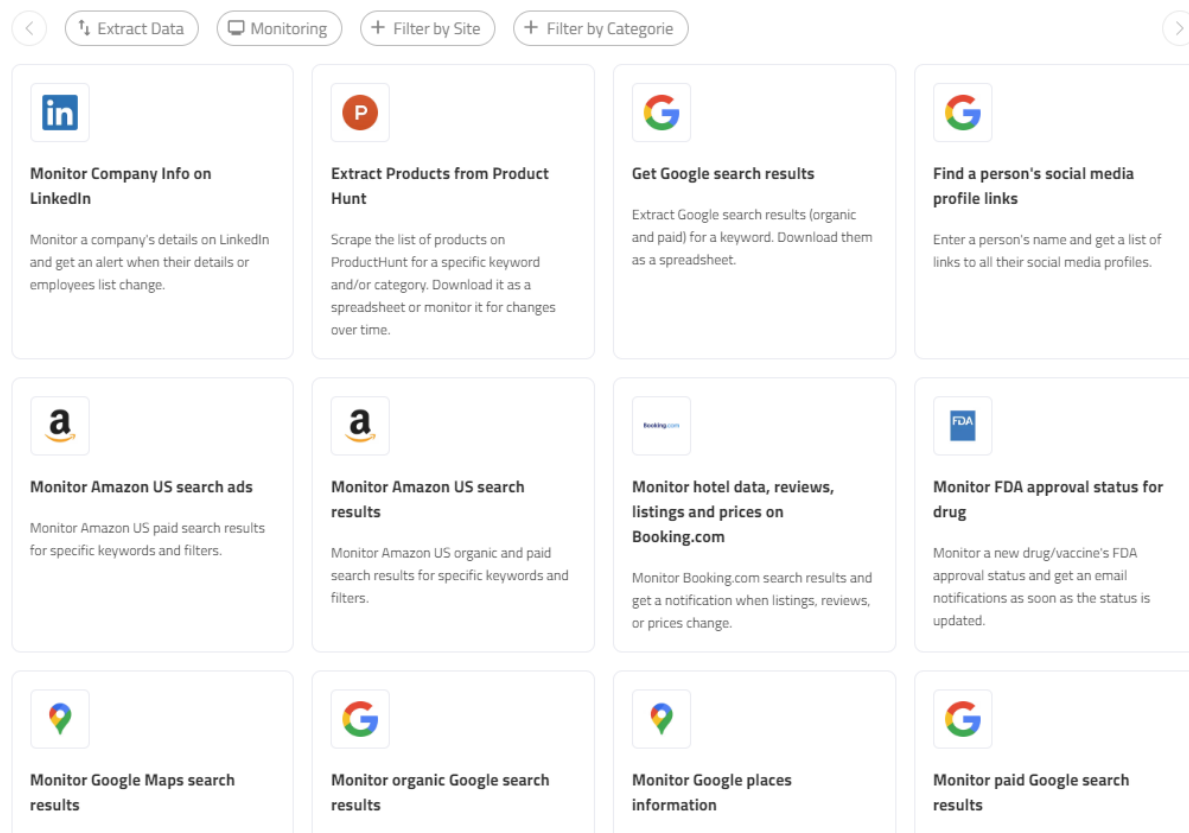 Extract Data
Monitoring
Filter by Site
Filter by Categorie
in
Monitor Company Info on
LinkedIn
Monitor a company's details on LinkedIn
and get an alert when their details or
employees list change.
P
Extract Products from Product
Hunt
Scrape the list of products on
ProductHunt for a specific keyword
and/or category. Download it as a
spreadsheet or monitor it for changes
over time.
G
Get Google search results
Extract Google search results (organic
and paid) for a keyword. Download them
as a spreadsheet.
G
Find a person's social media
profile links
Enter a person's name and get a list of
links to all their social media profiles.
a
Monitor Amazon US search ads
Monitor Amazon US paid search results
for specific keywords and filters.
a
Monitor Amazon US search
results
Monitor Amazon US organic and paid
search results for specific keywords and
filters.
Booking.com
Monitor hotel data, reviews,
listings and prices on
Booking.com
Monitor Booking.com search results and
get a notification when listings, reviews,
or prices change.
FDA
Monitor FDA approval status for
drug
Monitor a new drug/vaccine's FDA
approval status and get an email
notifications as soon as the status is
updated.
Monitor Google Maps search
results
G
Monitor organic Google search
results
Monitor Google places
information
G
Monitor paid Google search
results